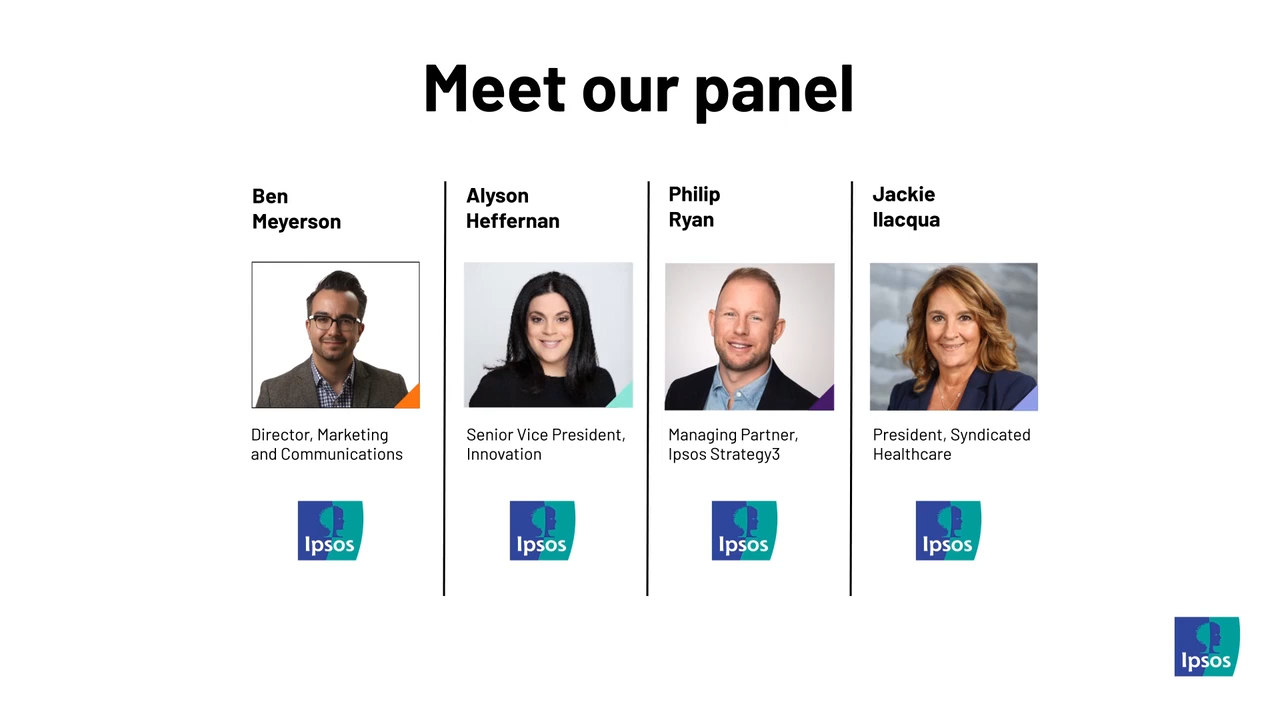 Meet our panel
Ben
Meyerson
Director, Marketing
and Communications
Ipsos
Alyson
Heffernan
Senior Vice President,
Innovation
Ipsos
Philip
Ryan
Managing Partner,
Ipsos Strategy3
Ipsos
Jackie
Ilacqua
President, Syndicated
Healthcare
Ipsos
Ipsos